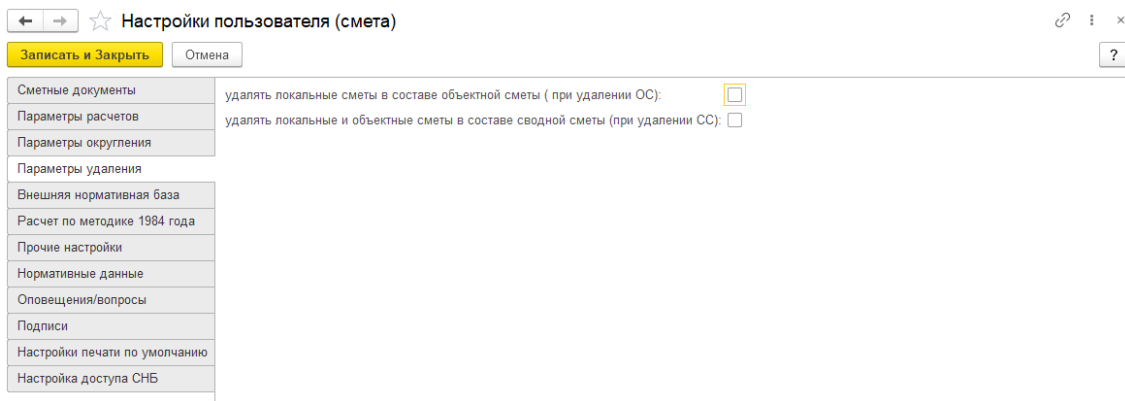 Настройки пользователя (смета)
Записать и Закрыть
Отмена
?
Сметные документы
Параметры расчетов
Параметры округления
Параметры удаления
Внешняя нормативная база
Расчет по методике 1984 года
Прочие настройки
Нормативные данные
Оповещения/вопросы
Подписи
Настройки печати по умолчанию
Настройка доступа СНБ
удалять локальные сметы в составе объектной сметы ( при удалении ОС):
удалять локальные и объектные сметы в составе сводной сметы (при удалении СС):